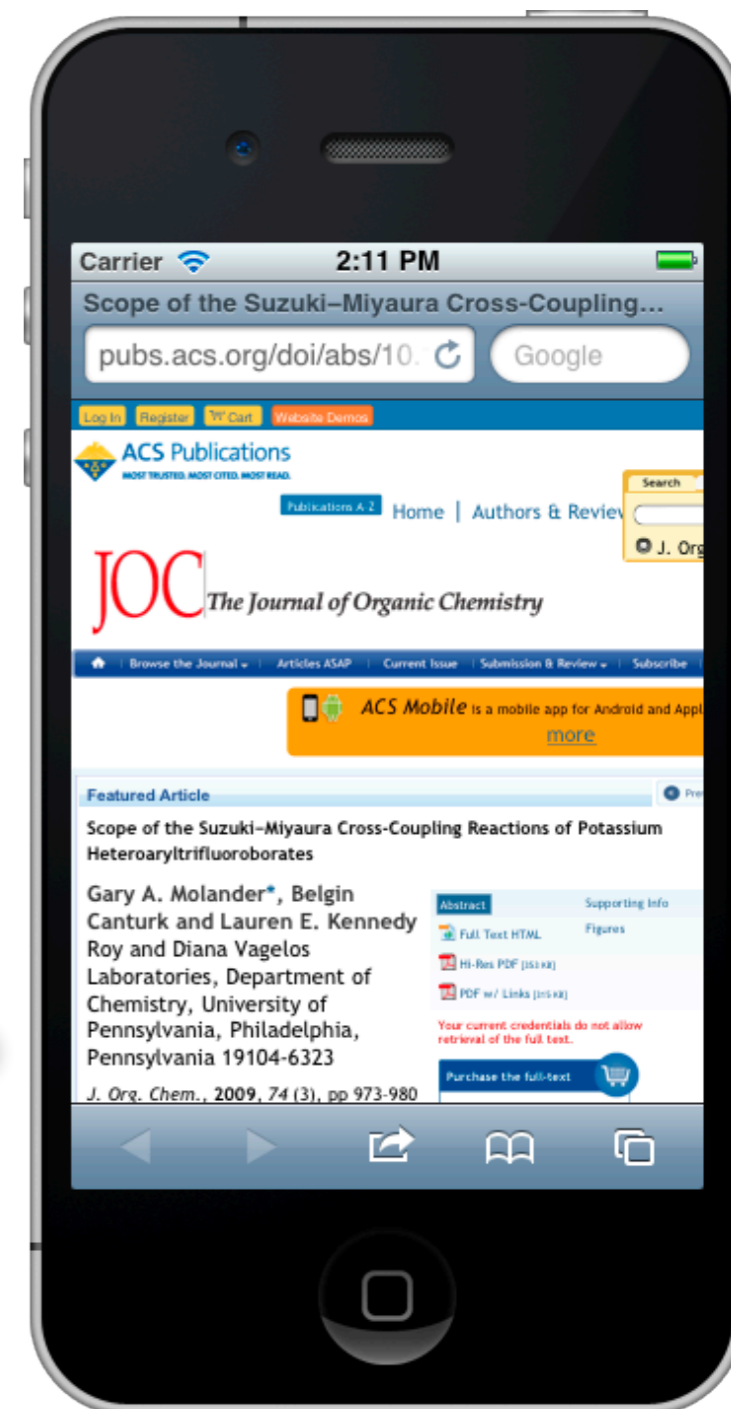 Carrier 2:11 PM
Scope of the Suzuki–Miyaura Cross-Coupling...
pubs.acs.org/doi/abs/10. Google
Log In Register Cart Website Demos
ACS Publications
MOST TRUSTED. MOST CITED. MOST READ.
Search
Publications A-Z Home | Authors & Review
J. Org
JOC The Journal of Organic Chemistry
Browse the Journal Articles ASAP Current Issue Submission & Review Subscribe
ACS Mobile is a mobile app for Android and Appl
more
Featured Article Prev
Scope of the Suzuki–Miyaura Cross-Coupling Reactions of Potassium
Heteroaryltrifluoroborates
Gary A. Molander*, Belgin
Canturk and Lauren E. Kennedy
Roy and Diana Vagelos
Laboratories, Department of
Chemistry, University of
Pennsylvania, Philadelphia,
Pennsylvania 19104-6323
J. Org. Chem., 2009, 74 (3), pp 973-980
Abstract Supporting Info
Full Text HTML Figures
Hi-Res PDF [353 KB]
PDF w/ Links [315 KB]
Your current credentials do not allow
retrieval of the full text.
Purchase the full-text